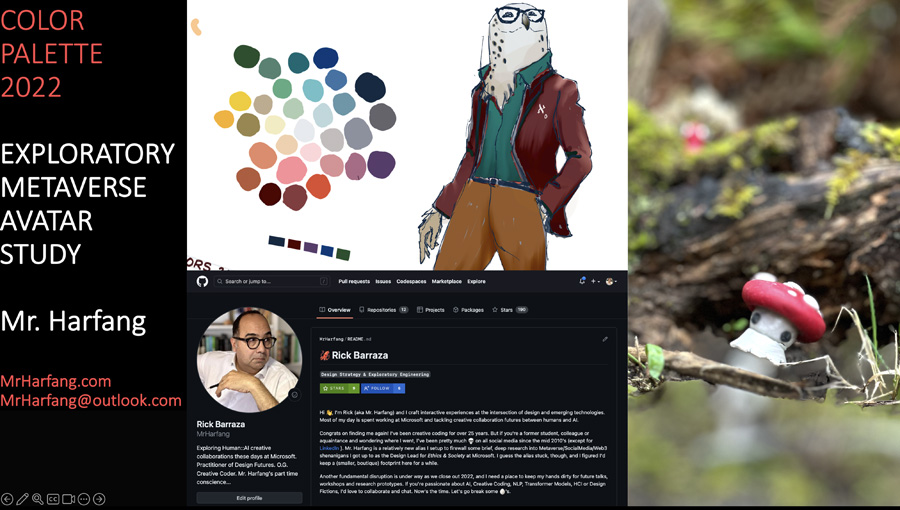 COLOR
PALETTE
2022
EXPLORATORY
METAVERSE
AVATAR
STUDY
Mr. Harfang
MrHarfang.com
MrHarfang@outlook.com
Search or jump to...
/
Pull requests Issues Codespaces Marketplace Explore
Overview Repositories 12 Projects Packages Stars 190
MrHarfang/README.md
Rick Barraza
Design Strategy & Exploratory Engineering
STARS 0 FOLLOW 0
Hi 👋, I'm Rick (aka Mr. Harfang) and I craft interactive experiences at the intersection of design and emerging technologies.
Most of my day is spent working at Microsoft and tackling creative collaboration futures between humans and AI.
Congrats on finding me again! I've been creative coding for over 25 years. But if you're a former student, colleague or
aquaintance and wondering where I went, I've been pretty much 💀 on all social media since the mid 2010's (except for
LinkedIn). Mr. Harfang is a relatively new alias I setup to firewall some brief, deep research into Metaverse/SocialMedia/Web3
shenanigans I got up to as the Design Lead for Ethics & Society at Microsoft. I guess the alias stuck, though, and I figured I'd
keep a (smaller, boutique) footprint here for a while.
Another fundamental disruption is under way as we close out 2022, and I need a place to keep my hands dirty for future talks,
workshops and research prototypes. If you're passionate about AI, Creative Coding, NLP, Transformer Models, HCI or Design
Fictions, I'd love to collaborate and chat. Now's the time. Let's go break some 🥚's.
Rick Barraza
MrHarfang
Exploring Human::AI creative
collaborations these days at Microsoft.
Practitioner of Design Futures. O.G.
Creative Coder. Mr. Harfang's part time
conscience...
Edit profile